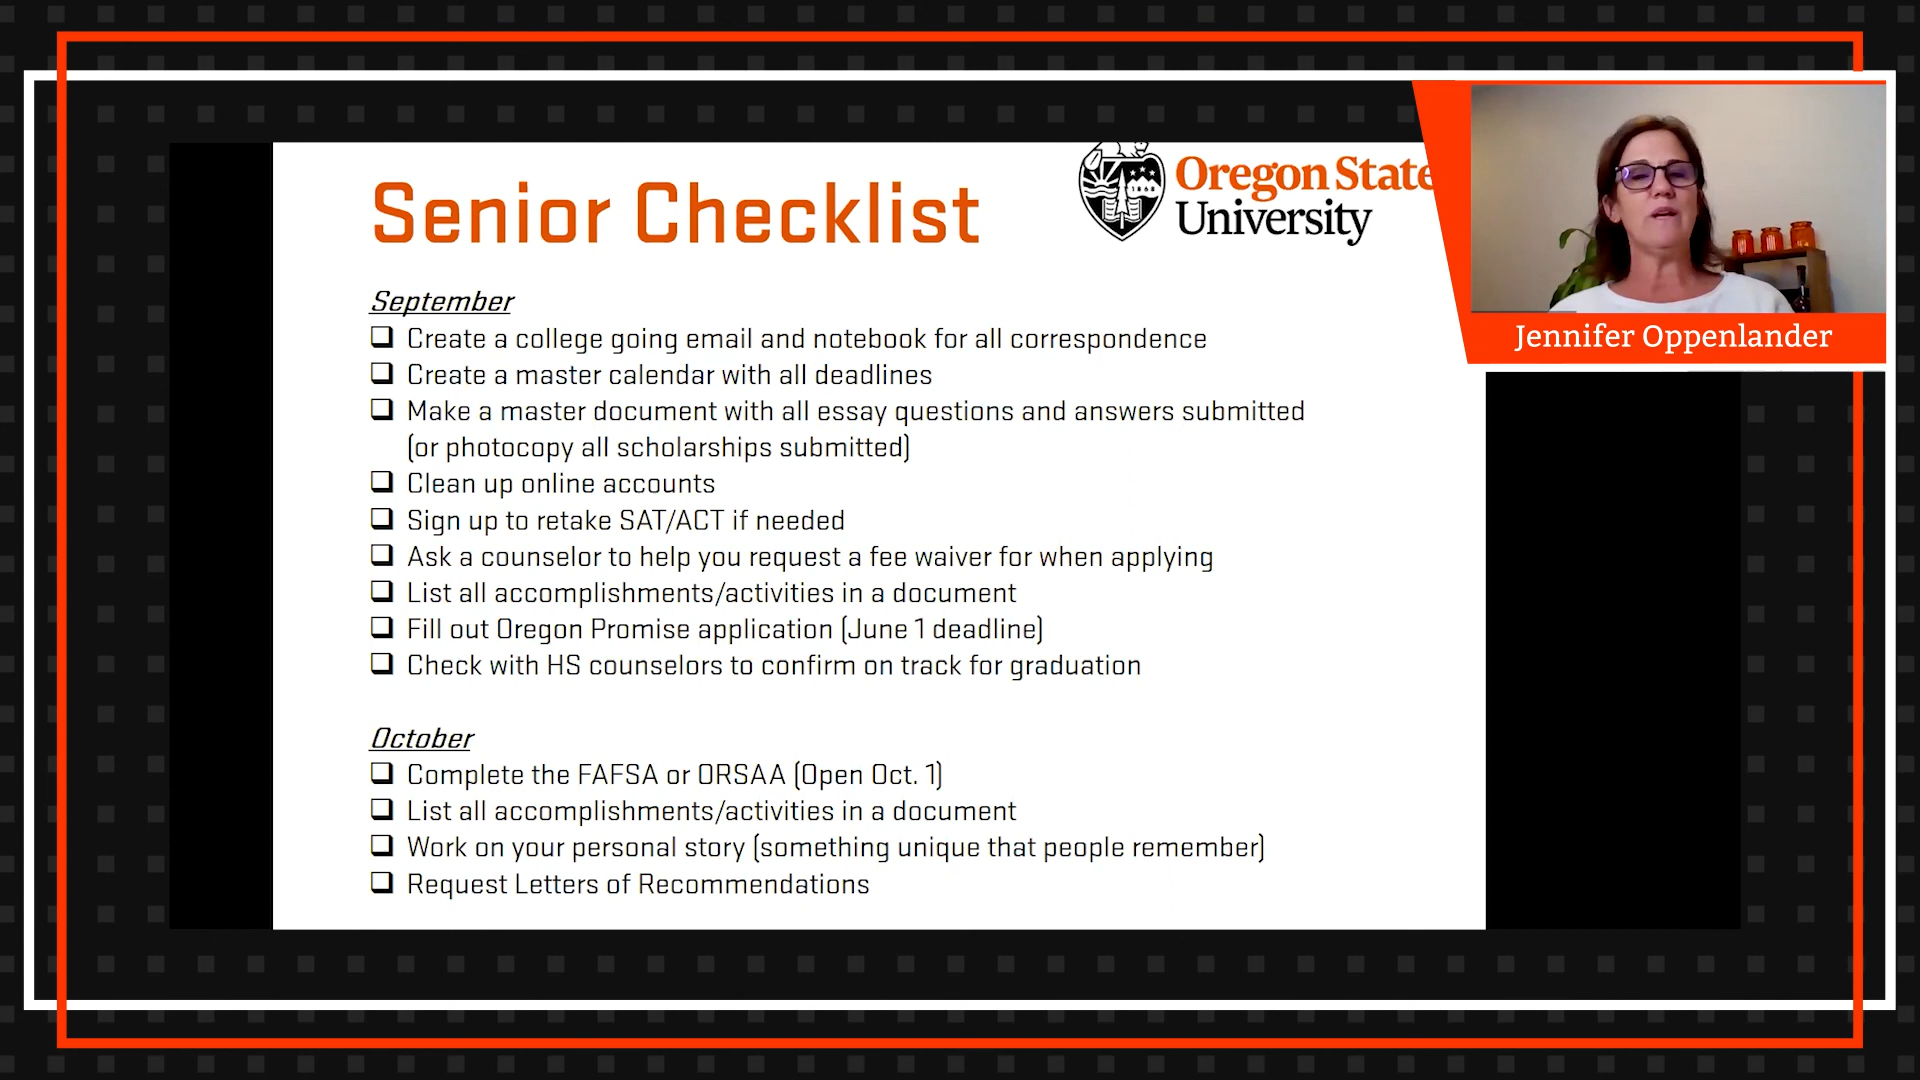 Senior Checklist
Oregon State
University
Jennifer Oppenlander
September
Create a college going email and notebook for all correspondence
Create a master calendar with all deadlines
Make a master document with all essay questions and answers submitted
(or photocopy all scholarships submitted)
Clean up online accounts
Sign up to retake SAT/ACT if needed
Ask a counselor to help you request a fee waiver for when applying
List all accomplishments/activities in a document
Fill out Oregon Promise application (June 1 deadline)
Check with HS counselors to confirm on track for graduation
October
Complete the FAFSA or ORSAA (Open Oct. 1)
List all accomplishments/activities in a document
Work on your personal story (something unique that people remember)
Request Letters of Recommendations
1868